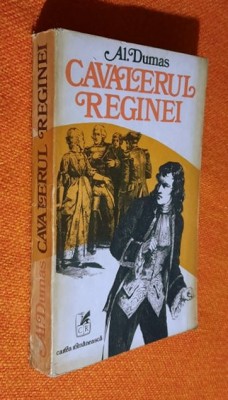 Al. Dumas
CAVALERUL
REGINEI
cartea românească
Al. Dumas CAVALERUL REGINEI